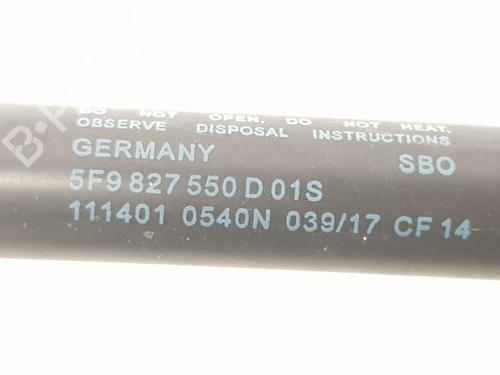 DO NOT OPEN. DO NOT HEAT.
OBSERVE DISPOSAL INSTRUCTIONS
GERMANY SBO
5F9 827 550 D 01S
111401 0540N 039/17 CF 14
B-PARTS